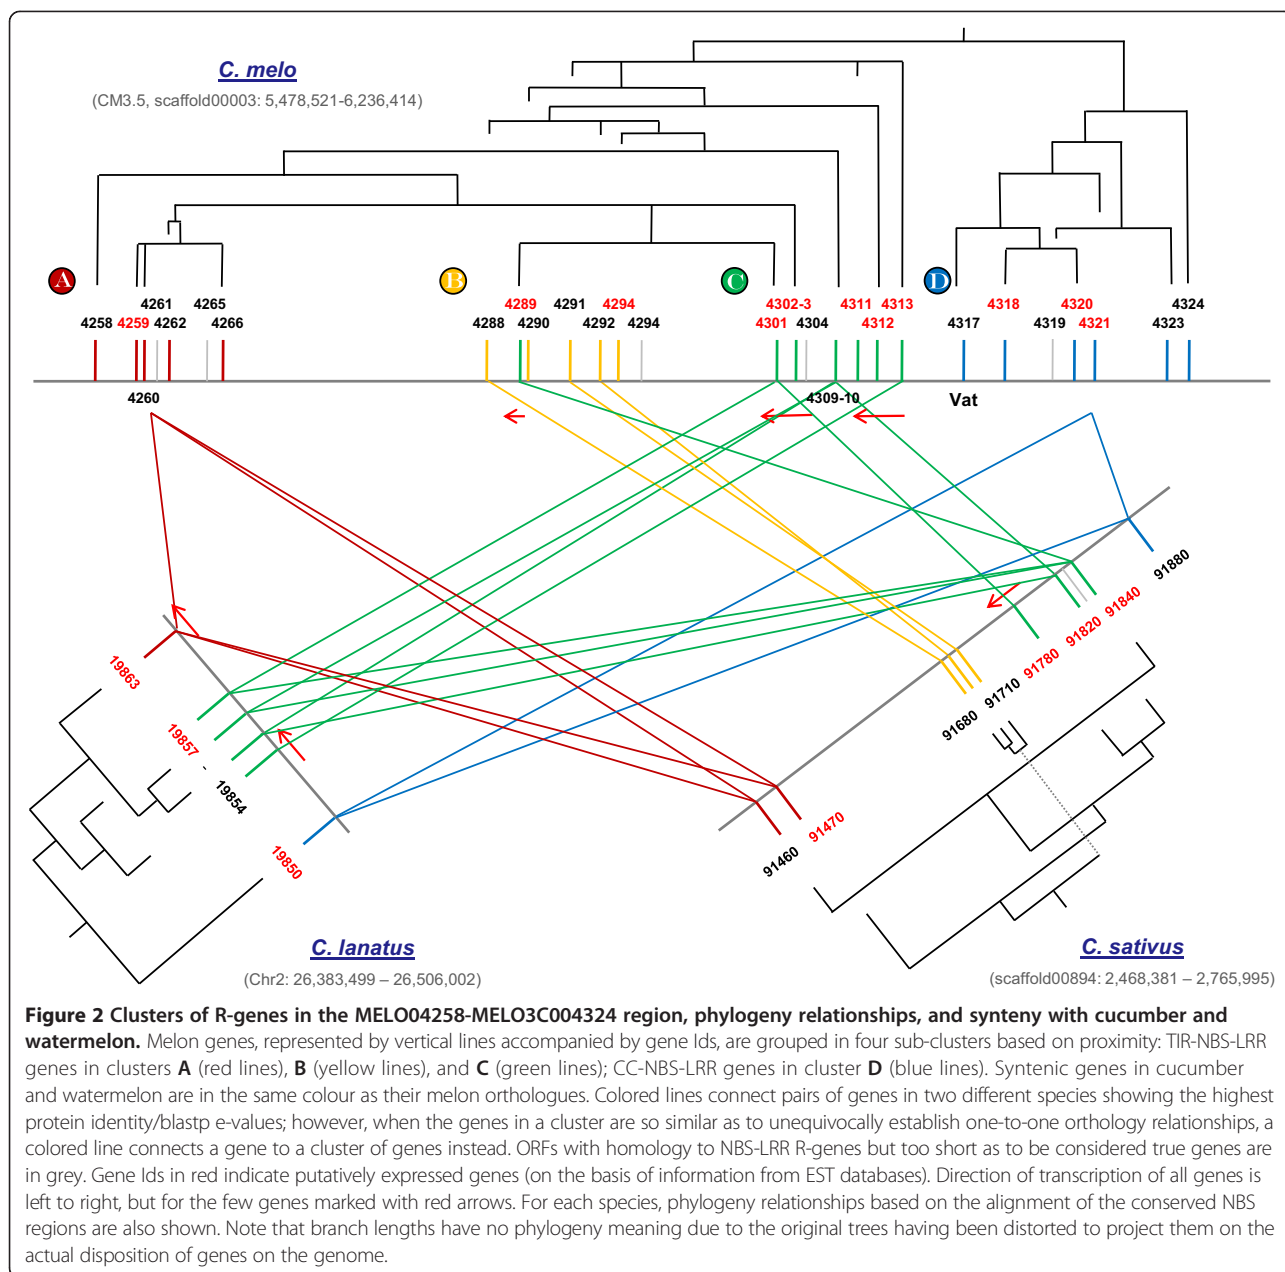 C. melo
(CM3.5, scaffold00003: 5,478,521-6,236,414)
A
B
C
D
4261 4265 4289 4291 4294 4302-3 4311 4313 4318 4320 4324
4258 4259 4262 4266 4288 4290 4292 4294 4301 4304 4312 4317 4319 4321 4323
4260 4309-10 Vat
91880
91840
91820
91780
91710
91680
19863
19857
-
19854
19850
91470
91460
C. lanatus
(Chr2: 26,383,499 – 26,506,002)
C. sativus
(scaffold00894: 2,468,381 – 2,765,995)
Figure 2 Clusters of R-genes in the MELO04258-MELO3C004324 region, phylogeny relationships, and synteny with cucumber and
watermelon. Melon genes, represented by vertical lines accompanied by gene Ids, are grouped in four sub-clusters based on proximity: TIR-NBS-LRR
genes in clusters A (red lines), B (yellow lines), and C (green lines); CC-NBS-LRR genes in cluster D (blue lines). Syntenic genes in cucumber
and watermelon are in the same colour as their melon orthologues. Colored lines connect pairs of genes in two different species showing the highest
protein identity/blastp e-values; however, when the genes in a cluster are so similar as to unequivocally establish one-to-one orthology relationships, a
colored line connects a gene to a cluster of genes instead. ORFs with homology to NBS-LRR R-genes but too short as to be considered true genes are
in grey. Gene Ids in red indicate putatively expressed genes (on the basis of information from EST databases). Direction of transcription of all genes is
left to right, but for the few genes marked with red arrows. For each species, phylogeny relationships based on the alignment of the conserved NBS
regions are also shown. Note that branch lengths have no phylogeny meaning due to the original trees having been distorted to project them on the
actual disposition of genes on the genome.